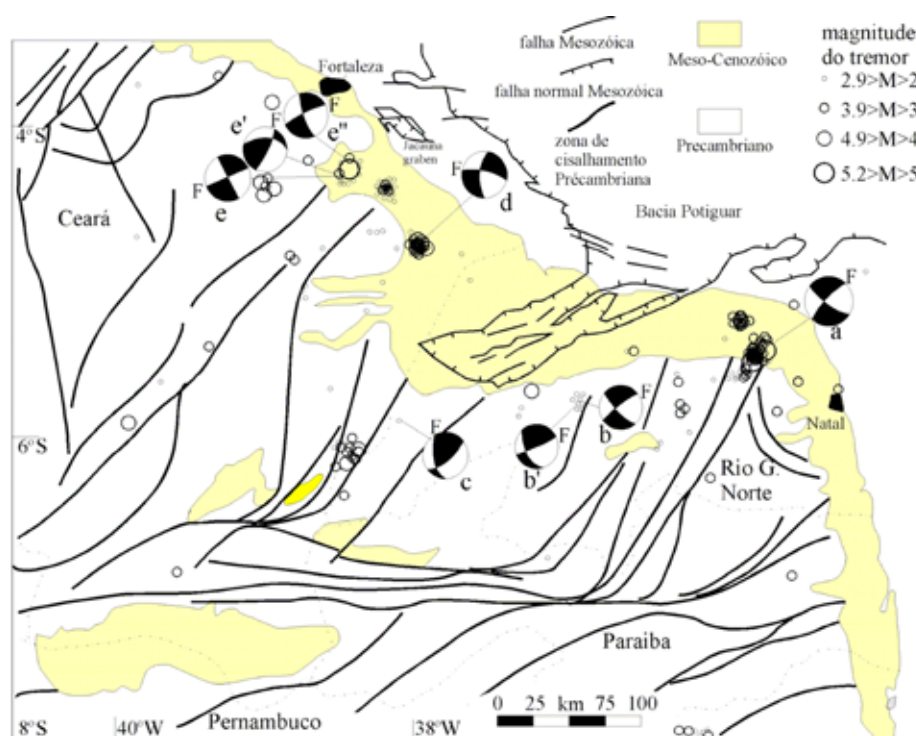 falha Mesozóica
falha normal Mesozóica
zona de
cisalhamento
Précambriana
Meso-Cenozóico
Precambriano
magnitude
do tremor
2.9>M>2
3.9>M>3
4.9>M>4
5.2>M>5
Fortaleza
Jacauna
graben
Bacia Potiguar
4°S
e'
F
F
e"
F
e
F
d
Ceará
F
a
Natal
6°S
F
c
F
b'
F
b
Rio G.
Norte
Paraiba
8°S
40°W
Pernambuco
38°W
0 25 km 75 100